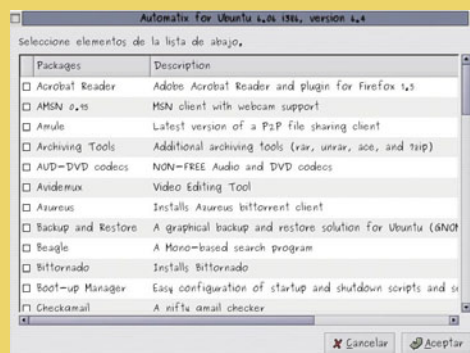 Automatix for Ubuntu 6.06 i386, version 6.4
Seleccione elementos de la lista de abajo.
Packages Description
Acrobat Reader Adobe Acrobat Reader and plugin for Firefox 1.5
AMSN 0.95 MSN client with webcam support
Amule Latest version of a P2P file sharing client
Archiving Tools Additional archiving tools (rar, unrar, ace, and 7zip)
AUD-DVD codecs NON-FREE Audio and DVD codecs
Avidemux Video Editing Tool
Azureus Installs Azureus bittorrent client
Backup and Restore A graphical backup and restore solution for Ubuntu (GNOM
Beagle A Mono-based search program
Bittornado Installs Bittornado
Boot-up Manager Easy configuration of startup and shutdown scripts and s
Checkgmail A nifty gmail checker
Cancelar Aceptar